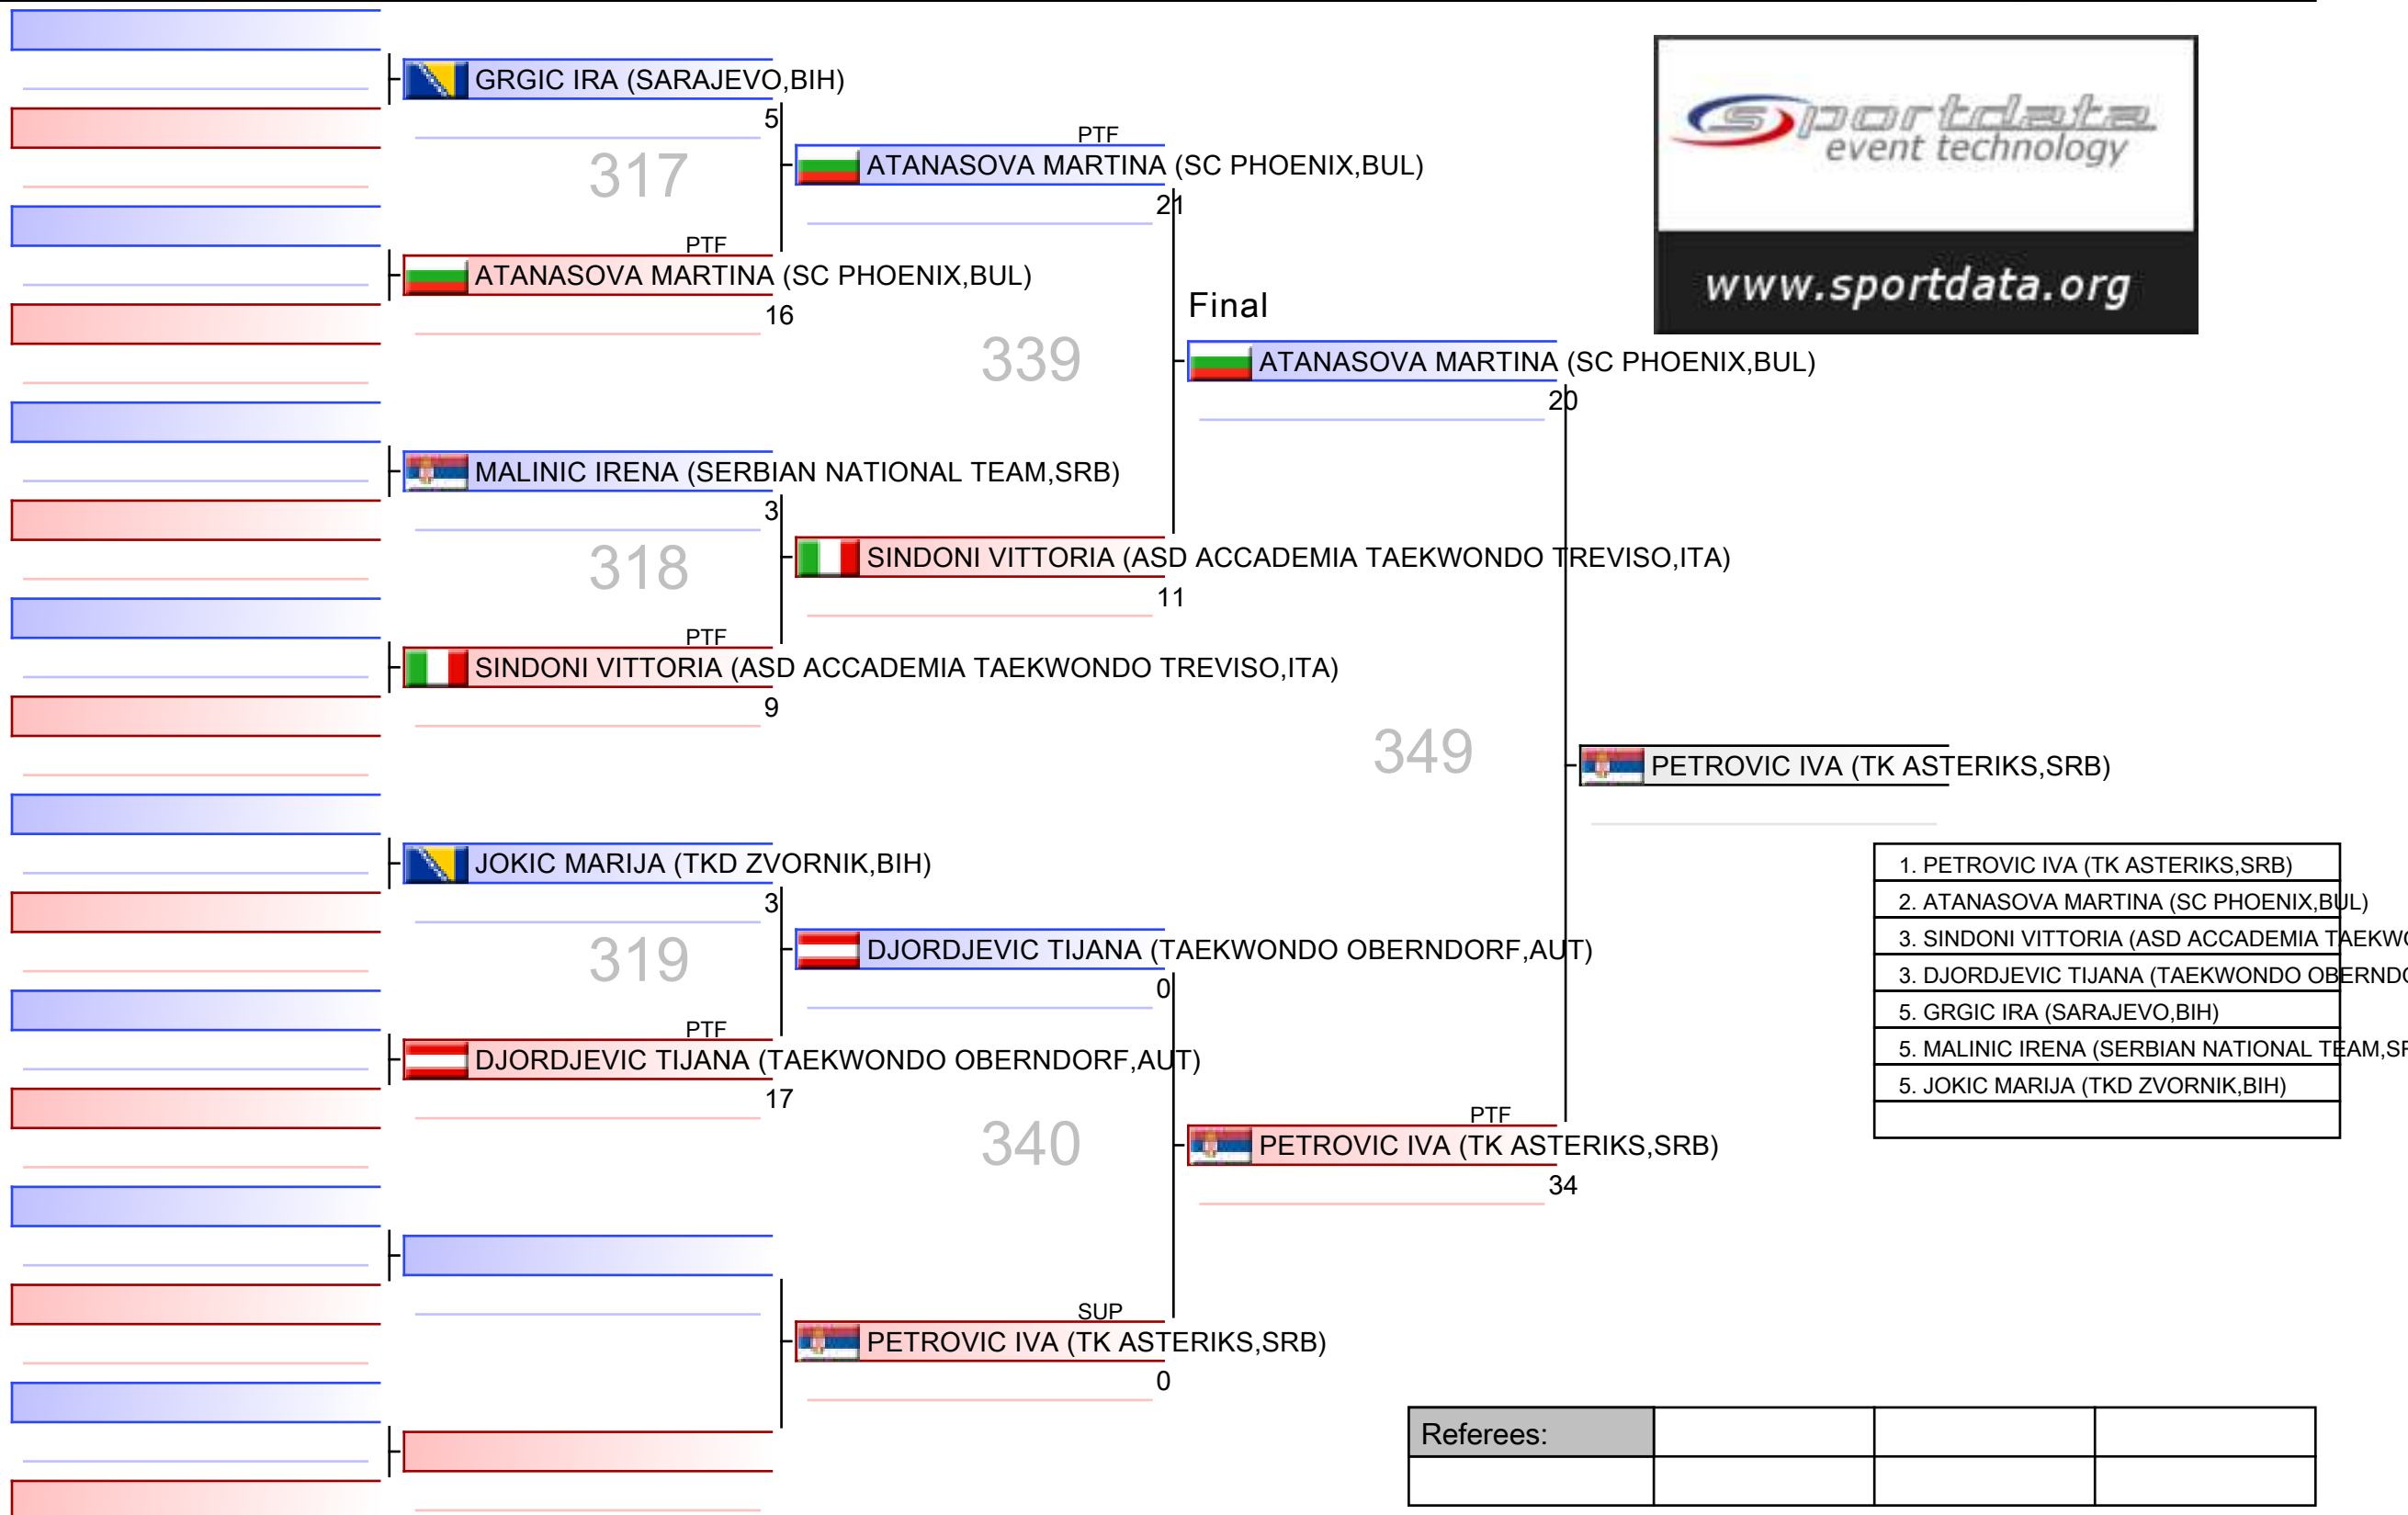 GRGIC IRA (SARAJEVO,BIH)
5
317
PTF
ATANASOVA MARTINA (SC PHOENIX,BUL)
16
MALINIC IRENA (SERBIAN NATIONAL TEAM,SRB)
3
318
PTF
SINDONI VITTORIA (ASD ACCADEMIA TAEKWONDO TREVISO,ITA)
9
JOKIC MARIJA (TKD ZVORNIK,BIH)
3
319
PTF
DJORDJEVIC TIJANA (TAEKWONDO OBERNDORF,AUT)
17
PTF
ATANASOVA MARTINA (SC PHOENIX,BUL)
21
339
SINDONI VITTORIA (ASD ACCADEMIA TAEKWONDO TREVISO,ITA)
11
DJORDJEVIC TIJANA (TAEKWONDO OBERNDORF,AUT)
0
340
SUP
PETROVIC IVA (TK ASTERIKS,SRB)
0
Final
ATANASOVA MARTINA (SC PHOENIX,BUL)
20
349
PTF
PETROVIC IVA (TK ASTERIKS,SRB)
34
PETROVIC IVA (TK ASTERIKS,SRB)
sportdata
event technology
www.sportdata.org
1. PETROVIC IVA (TK ASTERIKS,SRB)
2. ATANASOVA MARTINA (SC PHOENIX,BUL)
3. SINDONI VITTORIA (ASD ACCADEMIA TAEKWO
3. DJORDJEVIC TIJANA (TAEKWONDO OBERNDO
5. GRGIC IRA (SARAJEVO,BIH)
5. MALINIC IRENA (SERBIAN NATIONAL TEAM,SR
5. JOKIC MARIJA (TKD ZVORNIK,BIH)
Referees: